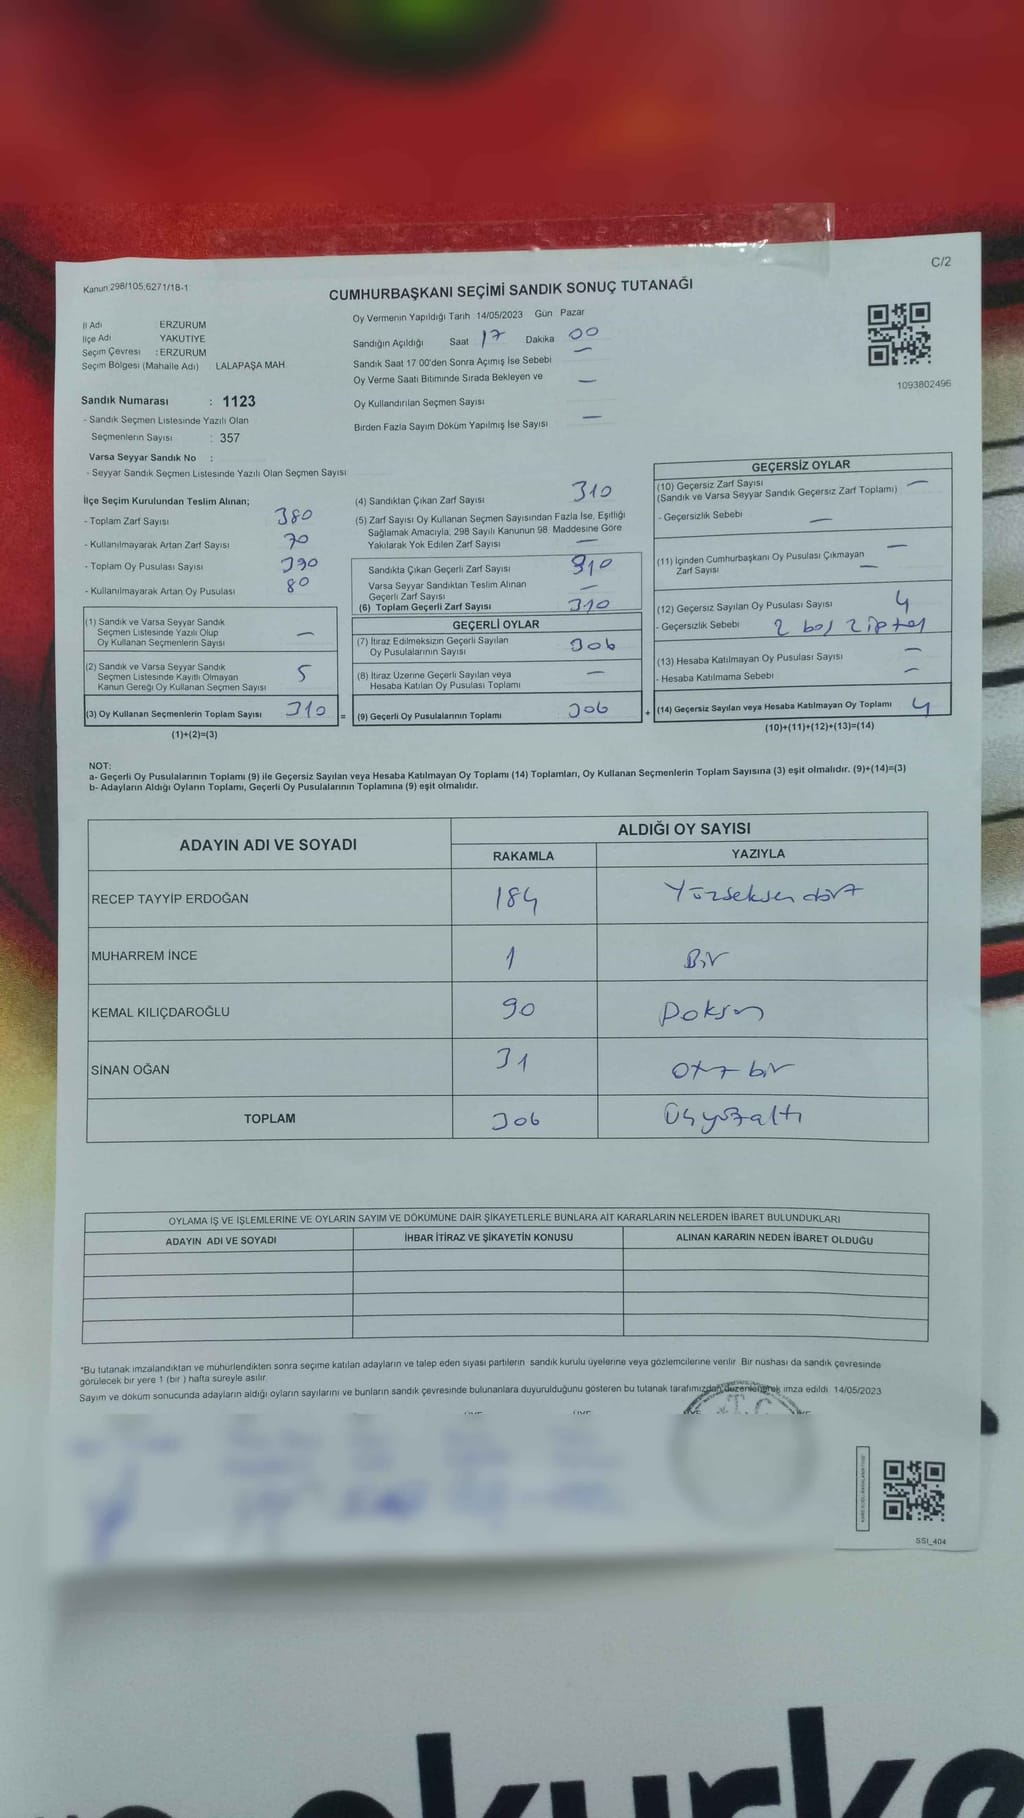 C/2
Kanun 298/105,6271/18-1
CUMHURBAŞKANI SEÇİMİ SANDIK SONUÇ TUTANAĞI
İl Adı ERZURUM
İlçe Adı YAKUTİYE
Seçim Çevresi : ERZURUM
Seçim Bölgesi (Mahalle Adı) LALAPAŞA MAH.
Sandık Numarası : 1123
- Sandık Seçmen Listesinde Yazılı Olan
Seçmenlerin Sayısı : 357
Varsa Seyyar Sandık No :
- Seyyar Sandık Seçmen Listesinde Yazılı Olan Seçmen Sayısı
Oy Vermenin Yapıldığı Tarih 14/05/2023 Gün Pazar
Sandığın Açıldığı Saat 17 Dakika 00
Sandık Saat 17 00'den Sonra Açımış İse Sebebi —
Oy Verme Saati Bitiminde Sırada Bekleyen ve
Oy Kullandırılan Seçmen Sayısı —
Birden Fazla Sayım Döküm Yapılmış İse Sayısı —
1093802496
İlçe Seçim Kurulundan Teslim Alınan;
- Toplam Zarf Sayısı 380
- Kullanılmayarak Artan Zarf Sayısı 70
- Toplam Oy Pusulası Sayısı 390
- Kullanılmayarak Artan Oy Pusulası 80
(1) Sandık ve Varsa Seyyar Sandık
Seçmen Listesinde Yazılı Olup
Oy Kullanan Seçmenlerin Sayısı —
(2) Sandık ve Varsa Seyyar Sandık
Seçmen Listesinde Kayıtlı Olmayan
Kanun Gereği Oy Kullanan Seçmen Sayısı 5
(3) Oy Kullanan Seçmenlerin Toplam Sayısı 310 =
(1)+(2)=(3)
(4) Sandıktan Çıkan Zarf Sayısı 310
(5) Zarf Sayısı Oy Kullanan Seçmen Sayısından Fazla İse, Eşitliği
Sağlamak Amacıyla, 298 Sayılı Kanunun 98. Maddesine Göre
Yakılarak Yok Edilen Zarf Sayısı —
Sandıkta Çıkan Geçerli Zarf Sayısı 310
Varsa Seyyar Sandıktan Teslim Alınan
Geçerli Zarf Sayısı —
(6) Toplam Geçerli Zarf Sayısı 310
GEÇERLİ OYLAR
(7) İtiraz Edilmeksizin Geçerli Sayılan
Oy Pusulalarının Sayısı 306
(8) İtiraz Üzerine Geçerli Sayılan veya
Hesaba Katılan Oy Pusulası Toplamı —
(9) Geçerli Oy Pusulalarının Toplamı 306 +
GEÇERSİZ OYLAR
(10) Geçersiz Zarf Sayısı —
(Sandık ve Varsa Seyyar Sandık Geçersiz Zarf Toplamı)
- Geçersizlik Sebebi —
(11) İçinden Cumhurbaşkanı Oy Pusulası Çıkmayan —
Zarf Sayısı —
(12) Geçersiz Sayılan Oy Pusulası Sayısı 4
- Geçersizlik Sebebi 2 boş 2 iptal
(13) Hesaba Katılmayan Oy Pusulası Sayısı —
- Hesaba Katılmama Sebebi —
(14) Geçersiz Sayılan veya Hesaba Katılmayan Oy Toplamı 4
(10)+(11)+(12)+(13)=(14)
NOT:
a- Geçerli Oy Pusulalarının Toplamı (9) ile Geçersiz Sayılan veya Hesaba Katılmayan Oy Toplamı (14) Toplamları, Oy Kullanan Seçmenlerin Toplam Sayısına (3) eşit olmalıdır. (9)+(14)=(3)
b- Adayların Aldığı Oyların Toplamı, Geçerli Oy Pusulalarının Toplamına (9) eşit olmalıdır.
ADAYIN ADI VE SOYADI
ALDIĞI OY SAYISI
RAKAMLA YAZIYLA
RECEP TAYYİP ERDOĞAN 184 Yüzseksendört
MUHARREM İNCE 1 Bir
KEMAL KILIÇDAROĞLU 90 Doksan
SİNAN OĞAN 31 Otuz bir
TOPLAM 306 Üçyüzaltı
OYLAMA İŞ VE İŞLEMLERİNE VE OYLARIN SAYIM VE DÖKÜMÜNE DAİR ŞİKAYETLERLE BUNLARA AİT KARARLARIN NELERDEN İBARET BULUNDUKLARI
ADAYIN ADI VE SOYADI İHBAR İTİRAZ VE ŞİKAYETİN KONUSU ALINAN KARARIN NEDEN İBARET OLDUĞU
*Bu tutanak imzalandıktan ve mühürlendikten sonra seçime katılan adayların ve talep eden siyasi partilerin sandık kurulu üyelerine veya gözlemcilerine verilir. Bir nüshası da sandık çevresinde
görülecek bir yere 1 (bir ) hafta süreyle asılır.
Sayım ve döküm sonucunda adayların aldığı oyların sayılarını ve bunların sandık çevresinde bulunanlara duyurulduğunu gösteren bu tutanak tarafımızdan düzenlenerek imza edildi. 14/05/2023
T.C
SSI_404